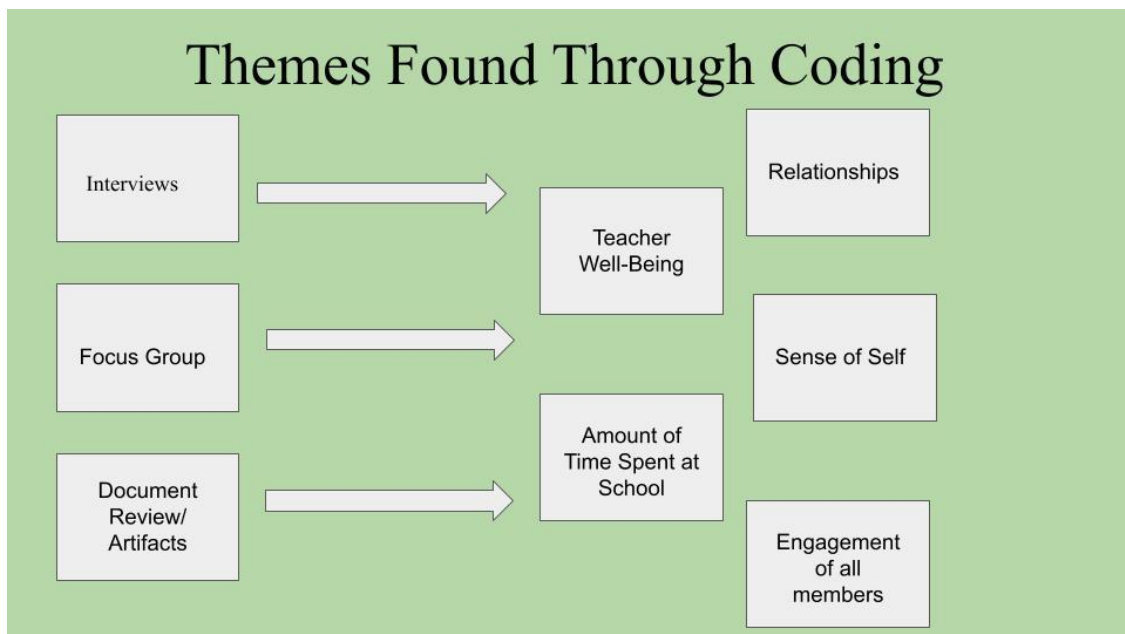 Themes Found Through Coding
Interviews
Focus Group
Document
Review/
Artifacts
Teacher
Well-Being
Amount of
Time Spent at
School
Relationships
Sense of Self
Engagement
of all
members